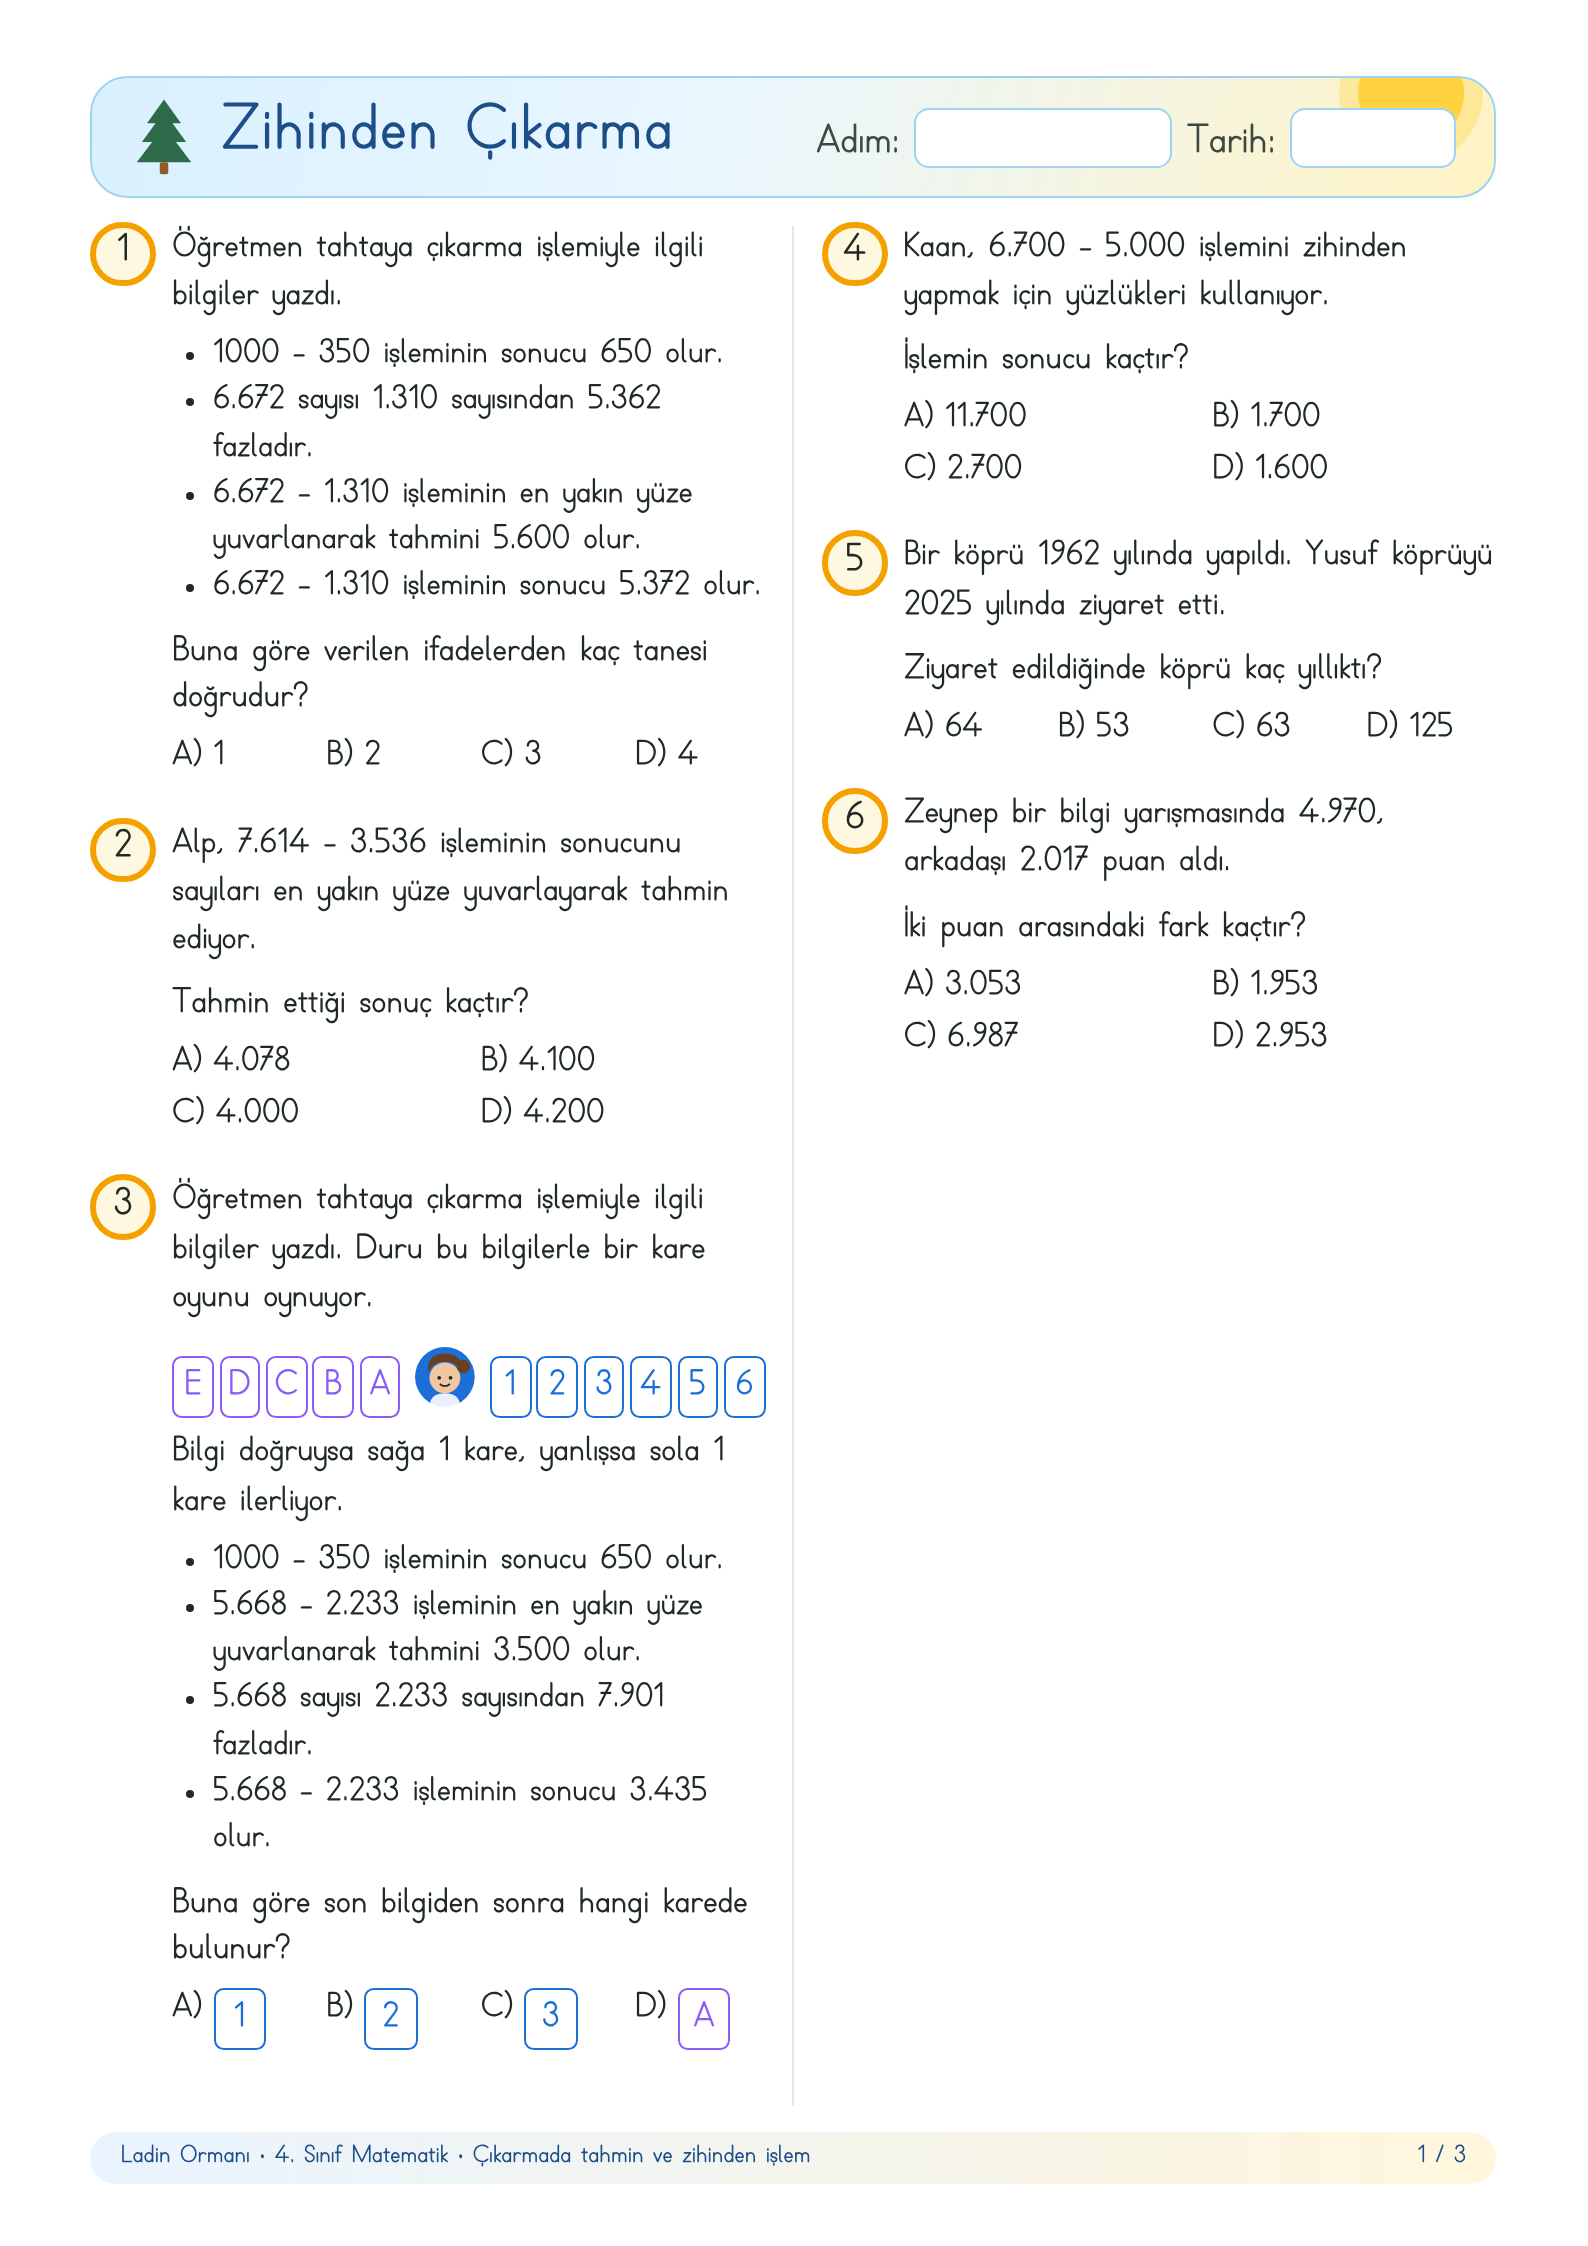 Zihinden Çıkarma
Adım:
Tarih:
1
Öğretmen tahtaya çıkarma işlemiyle ilgili
bilgiler yazdı.
• 1000 - 350 işleminin sonucu 650 olur.
• 6.672 sayısı 1.310 sayısından 5.362
fazladır.
• 6.672 - 1.310 işleminin en yakın yüze
yuvarlanarak tahmini 5.600 olur.
• 6.672 - 1.310 işleminin sonucu 5.372 olur.
Buna göre verilen ifadelerden kaç tanesi
doğrudur?
A) 1 B) 2 C) 3 D) 4
2
Alp, 7.614 - 3.536 işleminin sonucunu
sayıları en yakın yüze yuvarlayarak tahmin
ediyor.
Tahmin ettiği sonuç kaçtır?
A) 4.078 B) 4.100
C) 4.000 D) 4.200
3
Öğretmen tahtaya çıkarma işlemiyle ilgili
bilgiler yazdı. Duru bu bilgilerle bir kare
oyunu oynuyor.
E D C B A 1 2 3 4 5 6
Bilgi doğruysa sağa 1 kare, yanlışsa sola 1
kare ilerliyor.
• 1000 - 350 işleminin sonucu 650 olur.
• 5.668 - 2.233 işleminin en yakın yüze
yuvarlanarak tahmini 3.500 olur.
• 5.668 sayısı 2.233 sayısından 7.901
fazladır.
• 5.668 - 2.233 işleminin sonucu 3.435
olur.
Buna göre son bilgiden sonra hangi karede
bulunur?
A) 1 B) 2 C) 3 D) A
4
Kaan, 6.700 - 5.000 işlemini zihinden
yapmak için yüzlükleri kullanıyor.
İşlemin sonucu kaçtır?
A) 11.700 B) 1.700
C) 2.700 D) 1.600
5
Bir köprü 1962 yılında yapıldı. Yusuf köprüyü
2025 yılında ziyaret etti.
Ziyaret edildiğinde köprü kaç yıllıktı?
A) 64 B) 53 C) 63 D) 125
6
Zeynep bir bilgi yarışmasında 4.970,
arkadaşı 2.017 puan aldı.
İki puan arasındaki fark kaçtır?
A) 3.053 B) 1.953
C) 6.987 D) 2.953
Ladin Ormanı • 4. Sınıf Matematik • Çıkarmada tahmin ve zihinden işlem
1 / 3